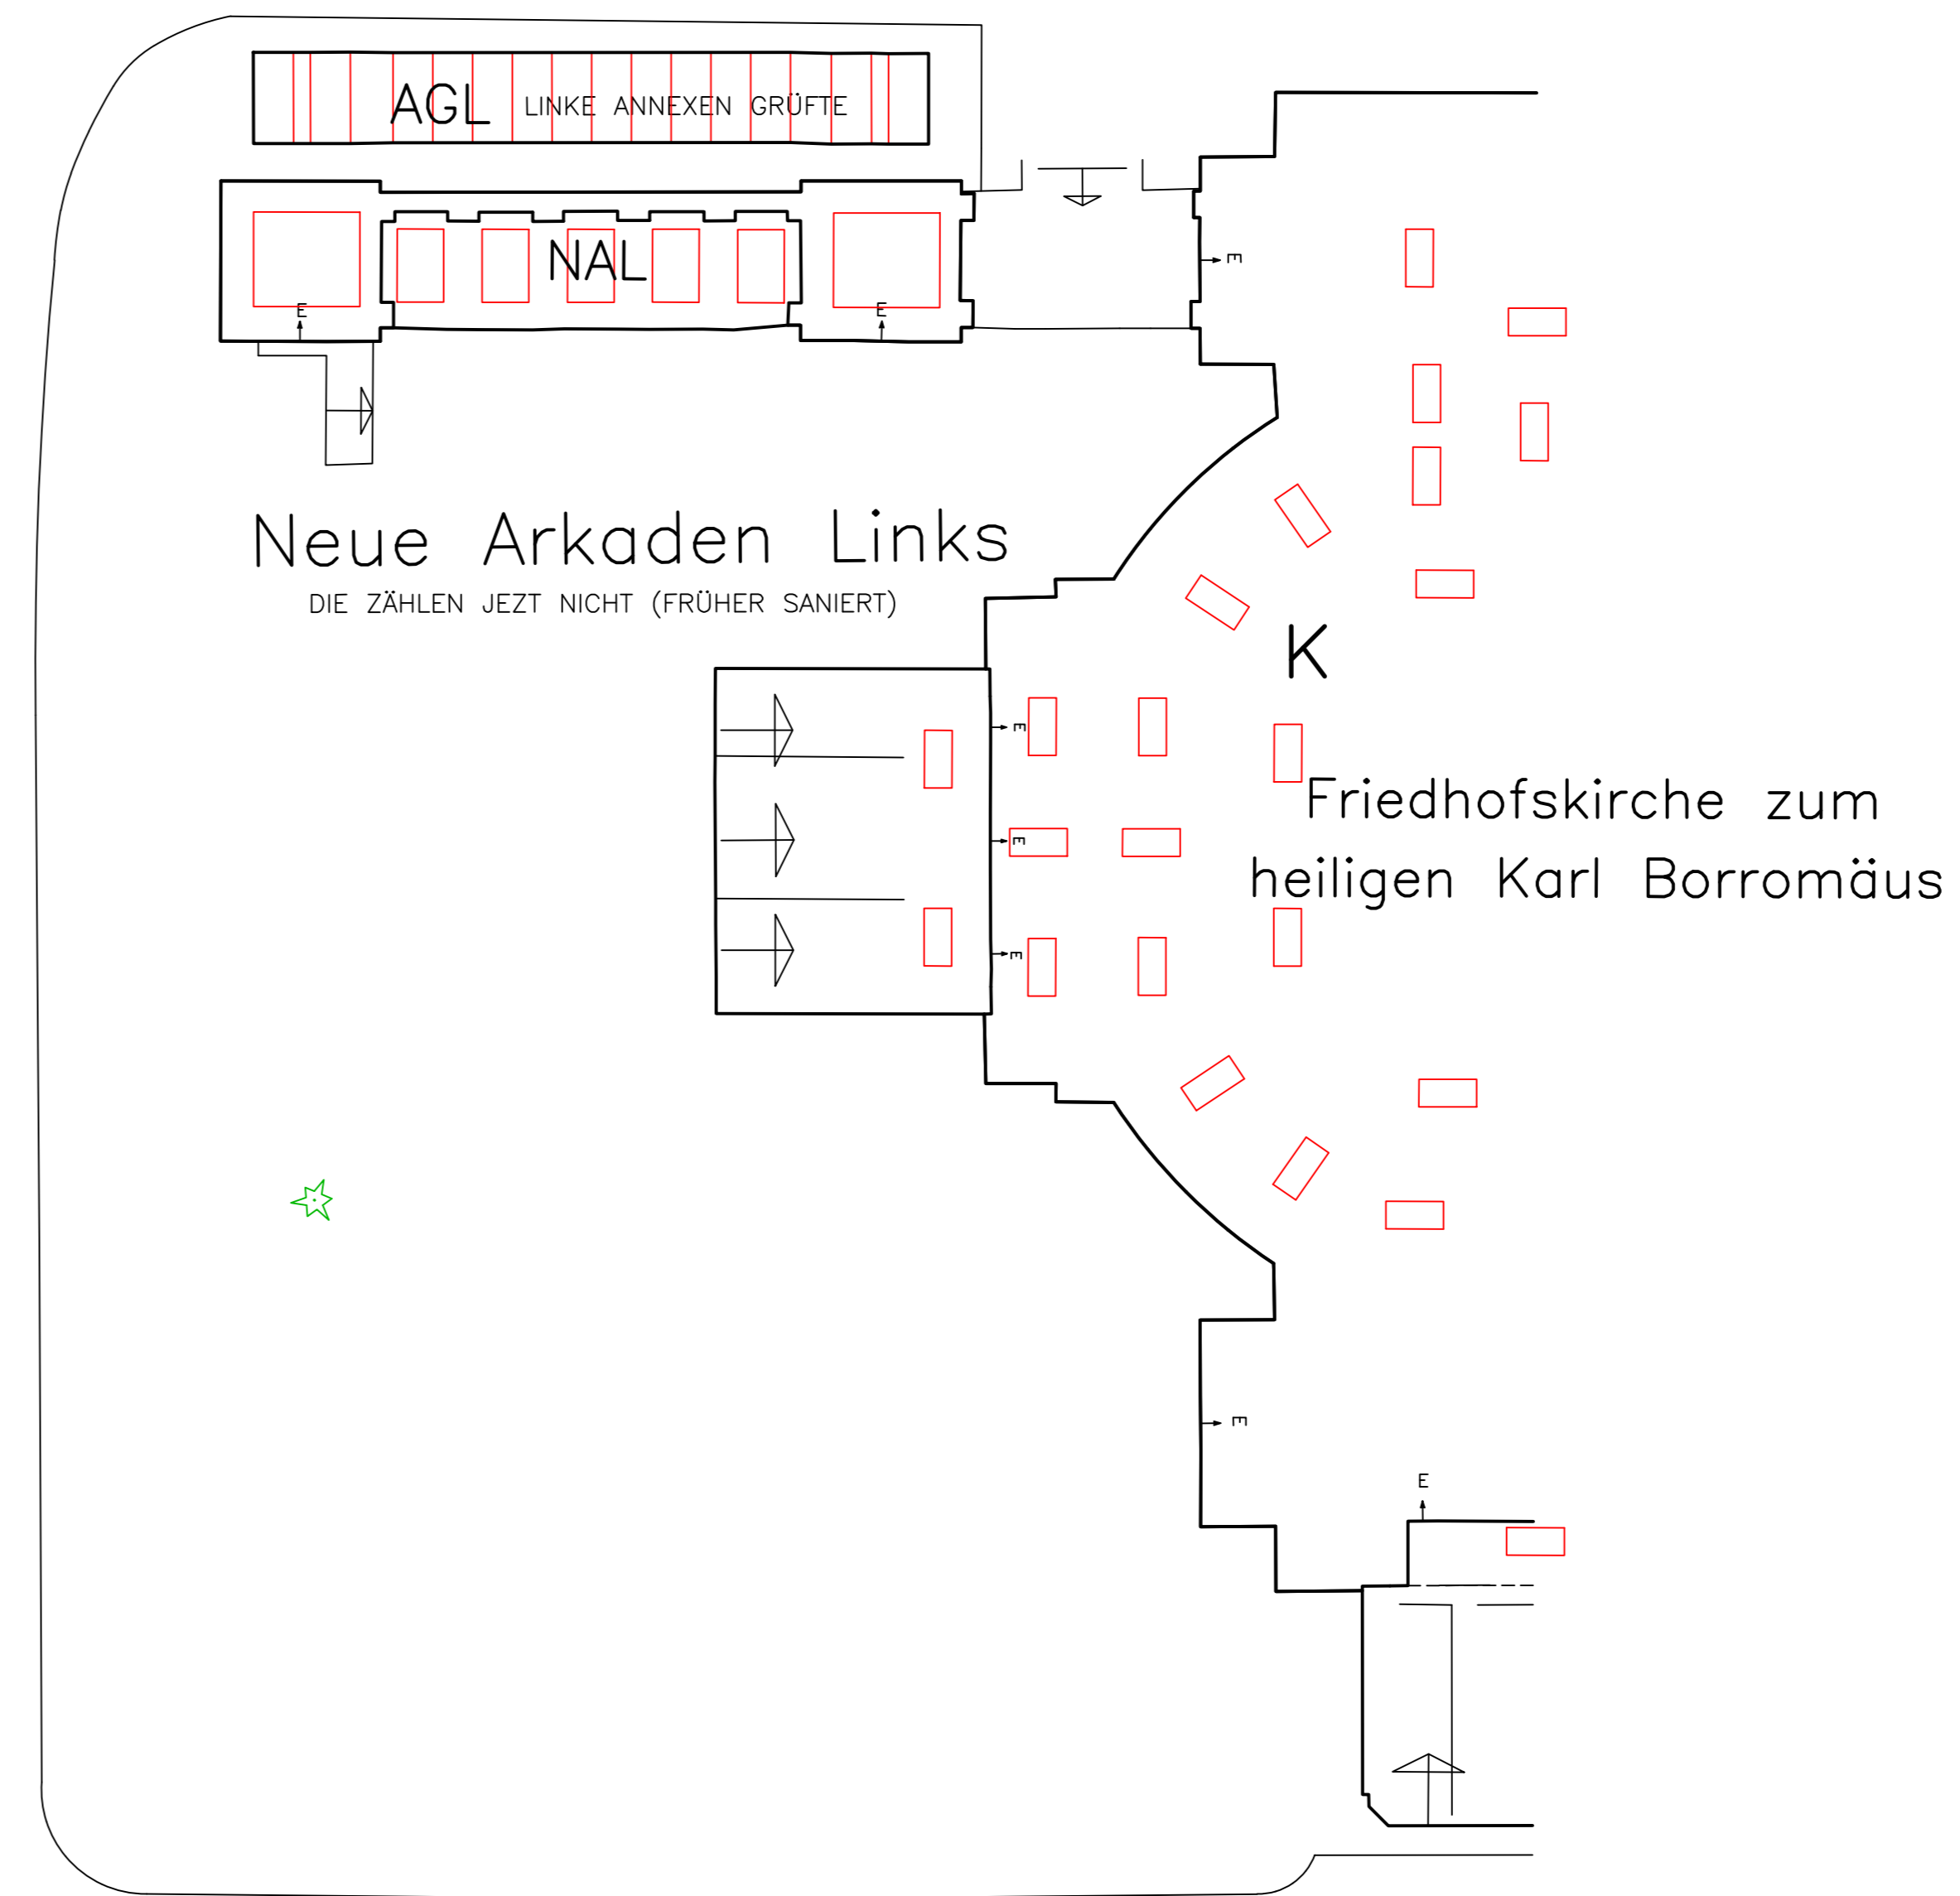 AGL LINKE ANNEXEN GRÜFTE
NAL
E
E
E
Neue Arkaden Links
DIE ZÄHLEN JEZT NICHT (FRÜHER SANIERT)
K
E
Friedhofskirche zum
E
heiligen Karl Borromäus
E
E
E